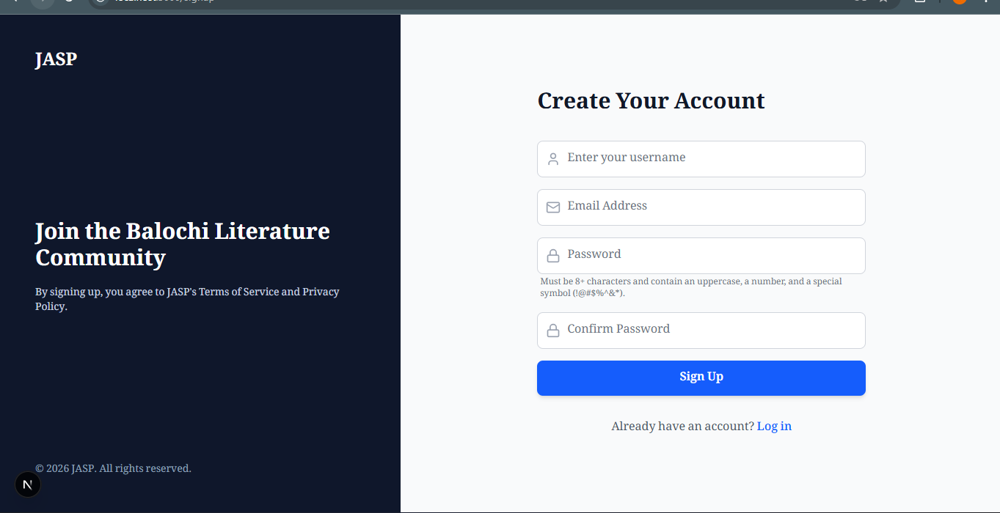 JASP
Join the Balochi Literature
Community
By signing up, you agree to JASP's Terms of Service and Privacy
Policy.
© 2026 JASP. All rights reserved.
N
Create Your Account
Enter your username
Email Address
Password
Must be 8+ characters and contain an uppercase, a number, and a special
symbol (!@#$%^&*).
Confirm Password
Sign Up
Already have an account? Log in